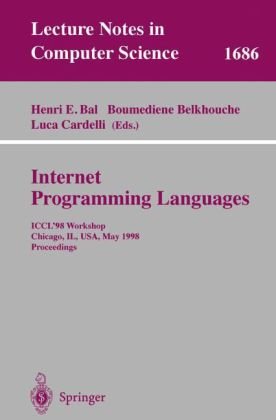 Lecture Notes in
Computer Science 1686
Henri E. Bal Boumediene Belkhouche
Luca Cardelli (Eds.)
Internet
Programming Languages
ICCL'98 Workshop
Chicago, IL, USA, May 1998
Proceedings
Springer